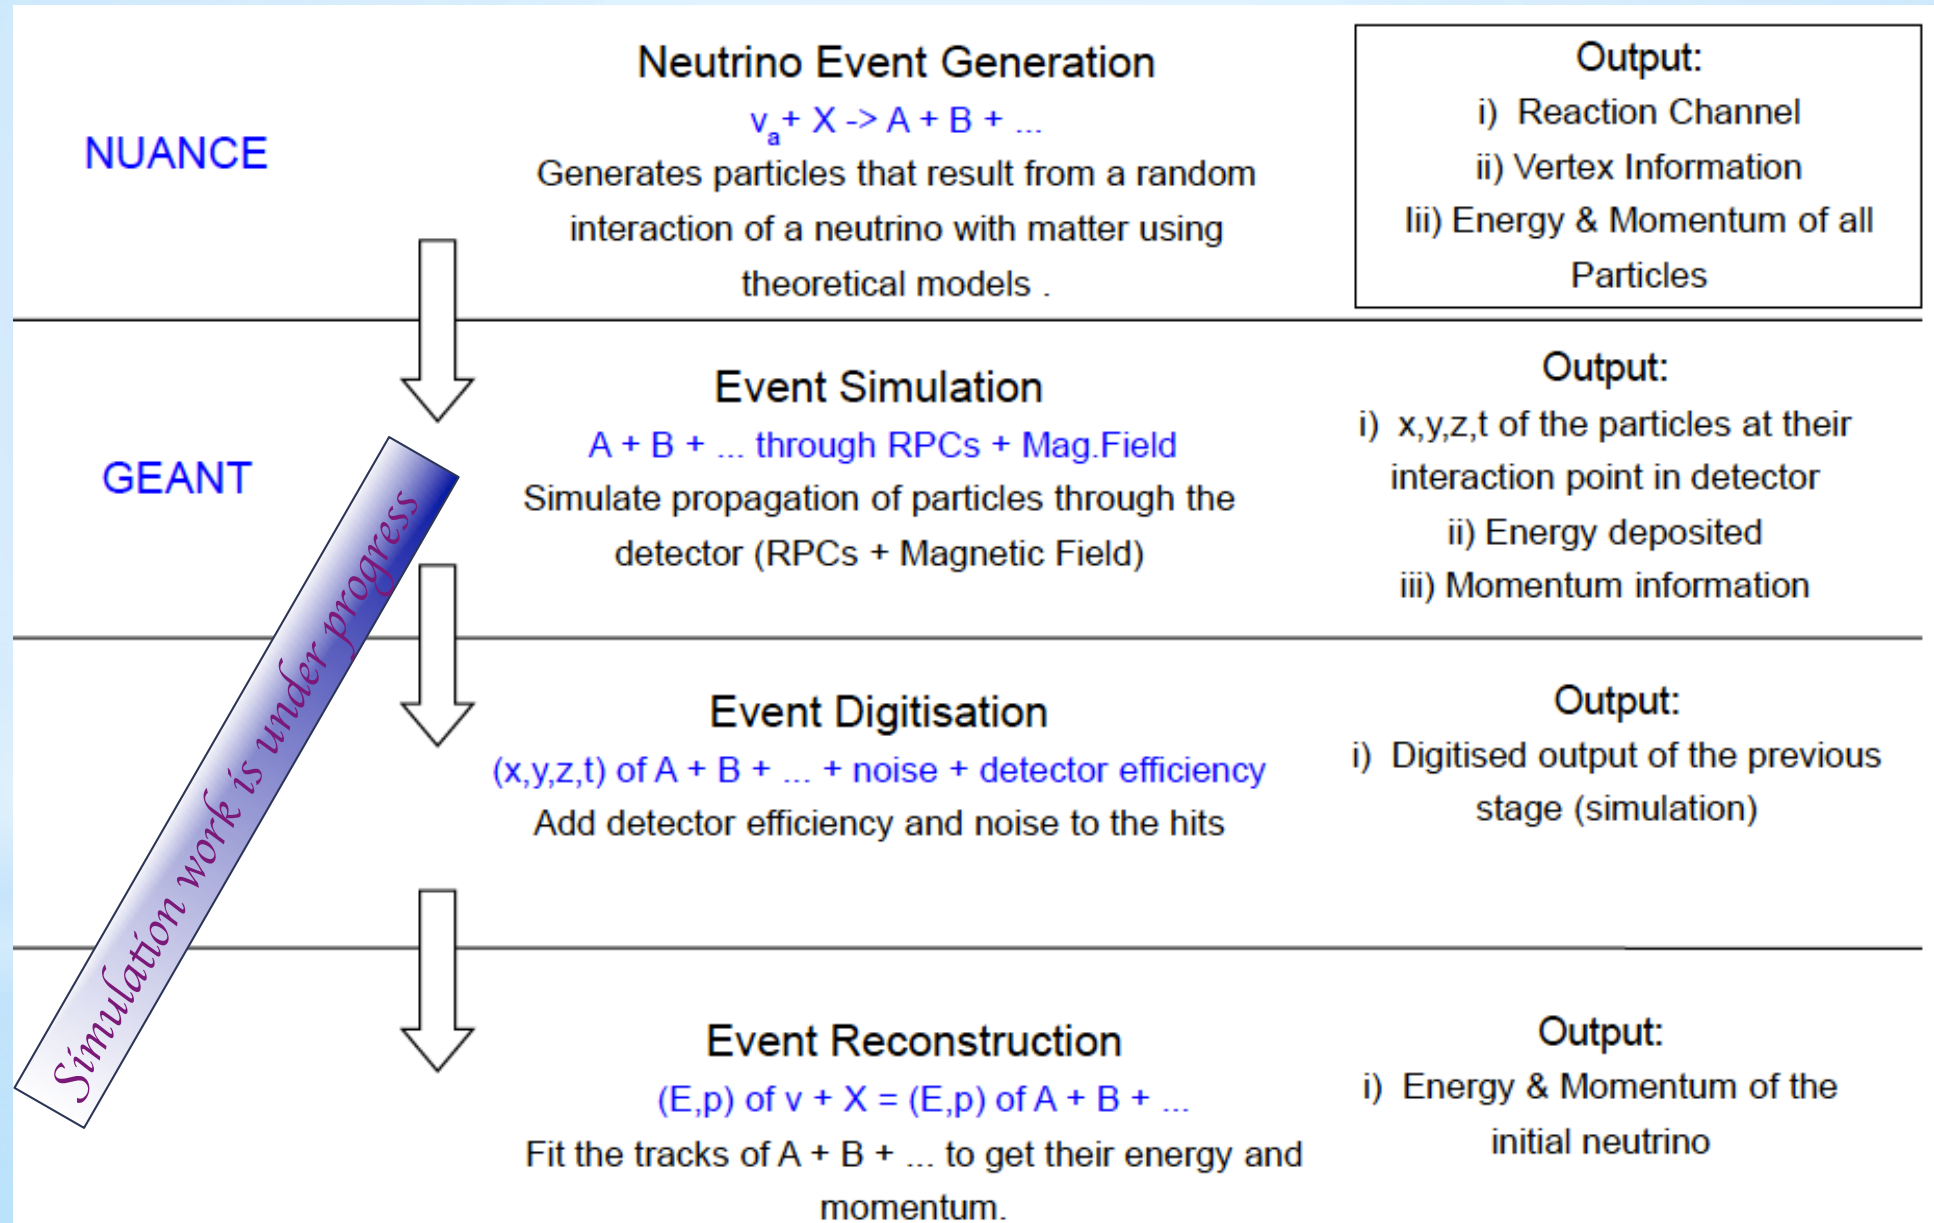 NUANCE
Neutrino Event Generation
νa+ X -> A + B + ...
Generates particles that result from a random
interaction of a neutrino with matter using
theoretical models .
Output:
i) Reaction Channel
ii) Vertex Information
Iii) Energy & Momentum of all
Particles
GEANT
Event Simulation
A + B + ... through RPCs + Mag.Field
Simulate propagation of particles through the
detector (RPCs + Magnetic Field)
Output:
i) x,y,z,t of the particles at their
interaction point in detector
ii) Energy deposited
iii) Momentum information
Simulation work is under progress
Event Digitisation
(x,y,z,t) of A + B + ... + noise + detector efficiency
Add detector efficiency and noise to the hits
Output:
i) Digitised output of the previous
stage (simulation)
Event Reconstruction
(E,p) of ν + X = (E,p) of A + B + ...
Fit the tracks of A + B + ... to get their energy and
momentum.
Output:
i) Energy & Momentum of the
initial neutrino